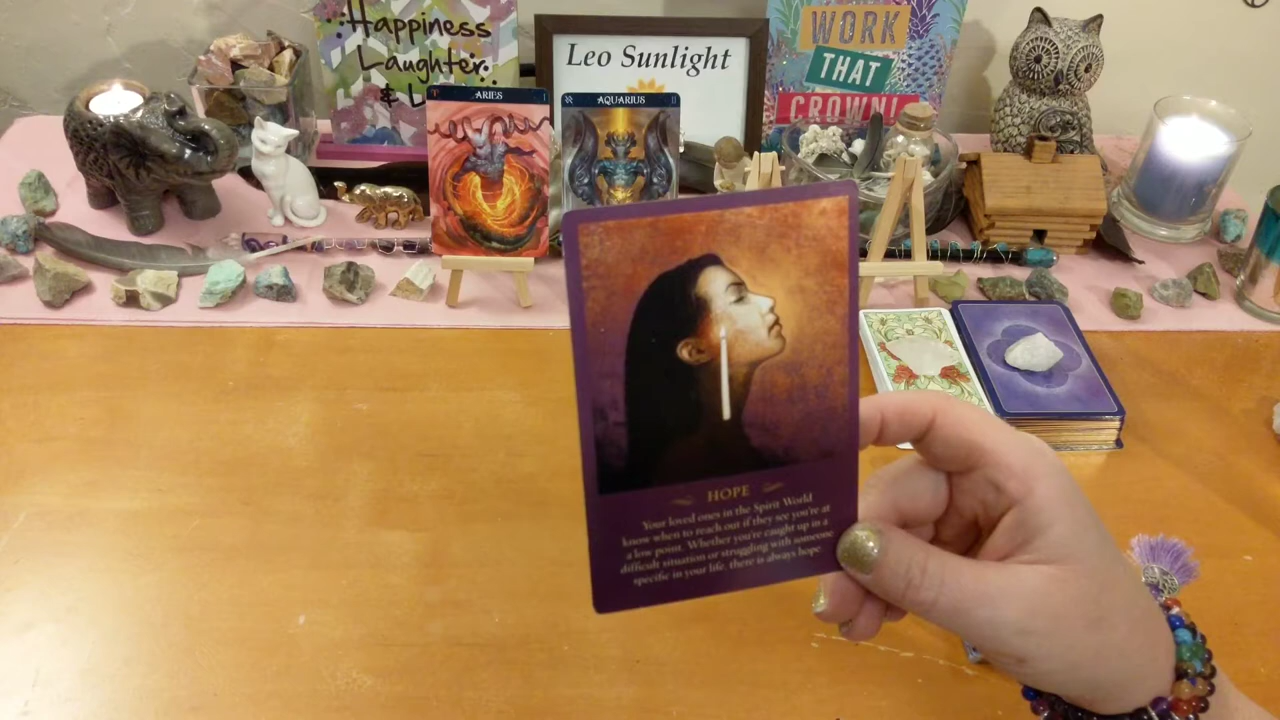 Happiness
Laughter
& L
Leo Sunlight
WORK
THAT
CROWN!
ARIES
I
AQUARIUS
II
HOPE
Your loved ones in the Spirit World
know when to reach out if they see you're at
a low point. Whether you're caught up in a
difficult situation or struggling with someone
specific in your life, there is always hope.